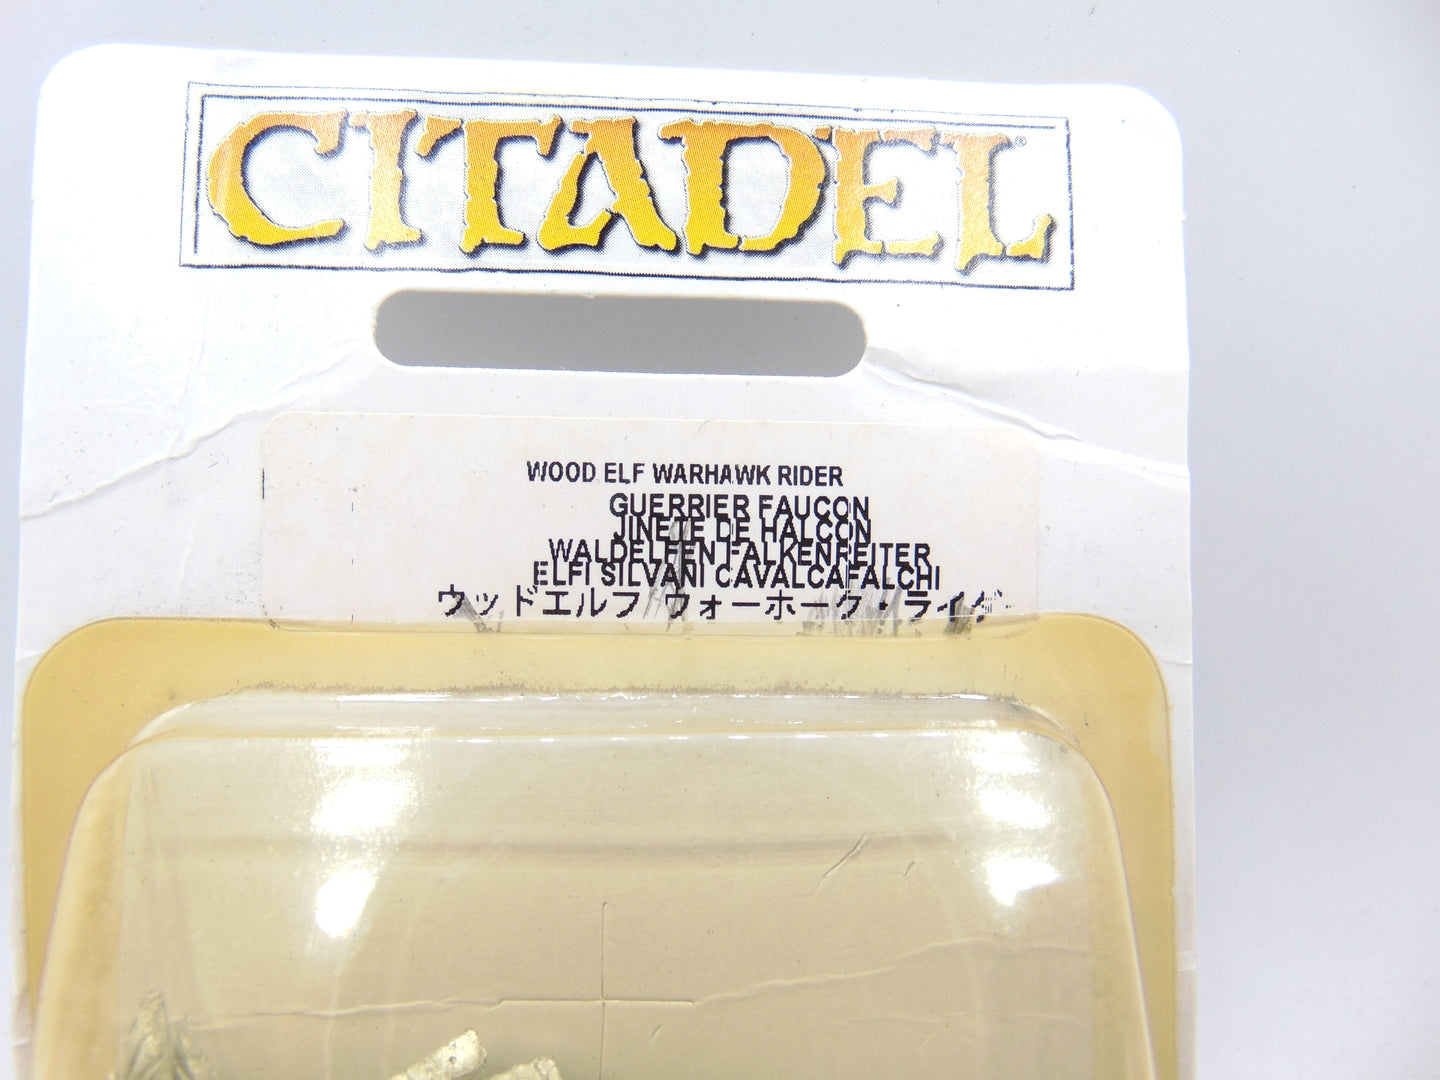 CITADEL
WOOD ELF WARHAWK RIDER
GUERRIER FAUCON
JINETE DE HALCON
WALDELFEN FALKENREITER
ELFI SILVANI CAVALCAFALCHI
ウッドエルフ ウォーホーク・ライダー